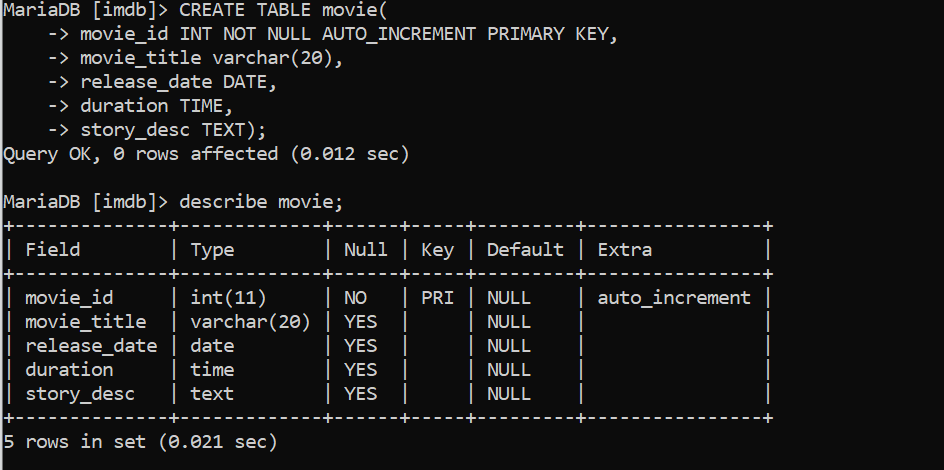 MariaDB [imdb]> CREATE TABLE movie(
    -> movie_id INT NOT NULL AUTO_INCREMENT PRIMARY KEY,
    -> movie_title varchar(20),
    -> release_date DATE,
    -> duration TIME,
    -> story_desc TEXT);
Query OK, 0 rows affected (0.012 sec)

MariaDB [imdb]> describe movie;
+--------------+-------------+------+-----+---------+----------------+
| Field        | Type        | Null | Key | Default | Extra          |
+--------------+-------------+------+-----+---------+----------------+
| movie_id     | int(11)     | NO   | PRI | NULL    | auto_increment |
| movie_title  | varchar(20) | YES  |     | NULL    |                |
| release_date | date        | YES  |     | NULL    |                |
| duration     | time        | YES  |     | NULL    |                |
| story_desc   | text        | YES  |     | NULL    |                |
+--------------+-------------+------+-----+---------+----------------+
5 rows in set (0.021 sec)